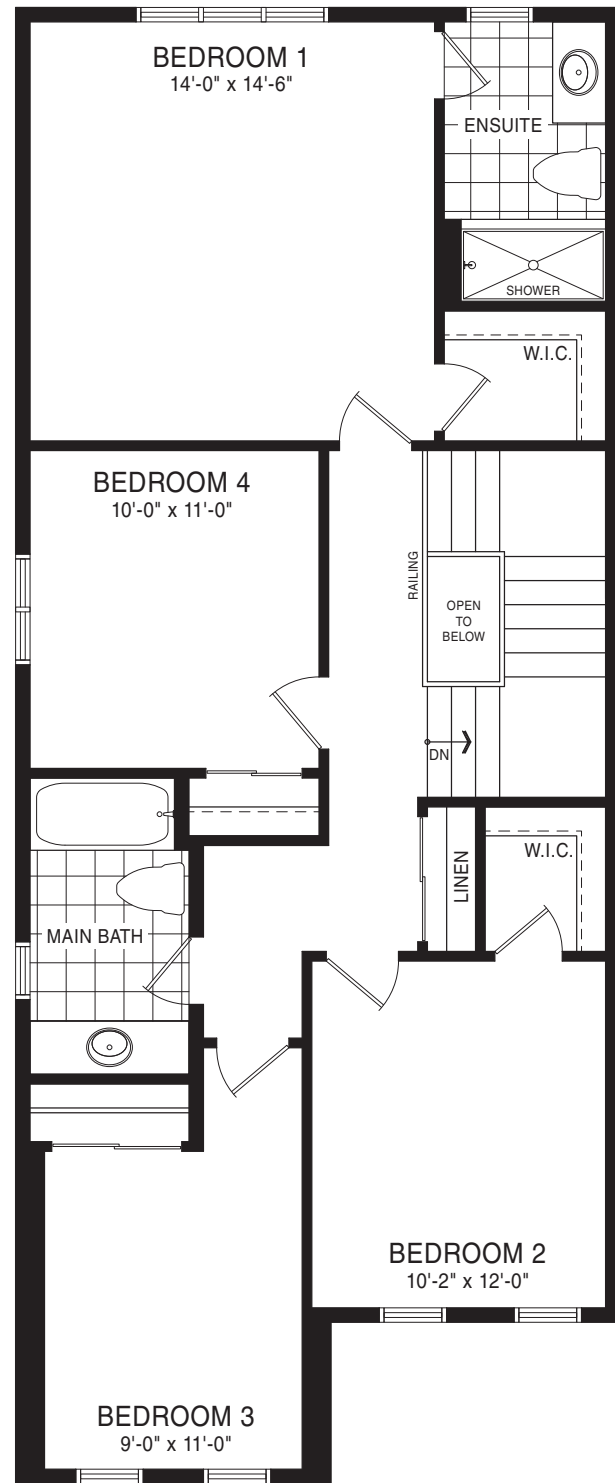 BEDROOM 1
14'-0" x 14'-6"
ENSUITE
SHOWER
W.I.C.
BEDROOM 4
10'-0" x 11'-0"
RAILING
OPEN
TO
BELOW
DN
LINEN
W.I.C.
MAIN BATH
BEDROOM 2
10'-2" x 12'-0"
BEDROOM 3
9'-0" x 11'-0"